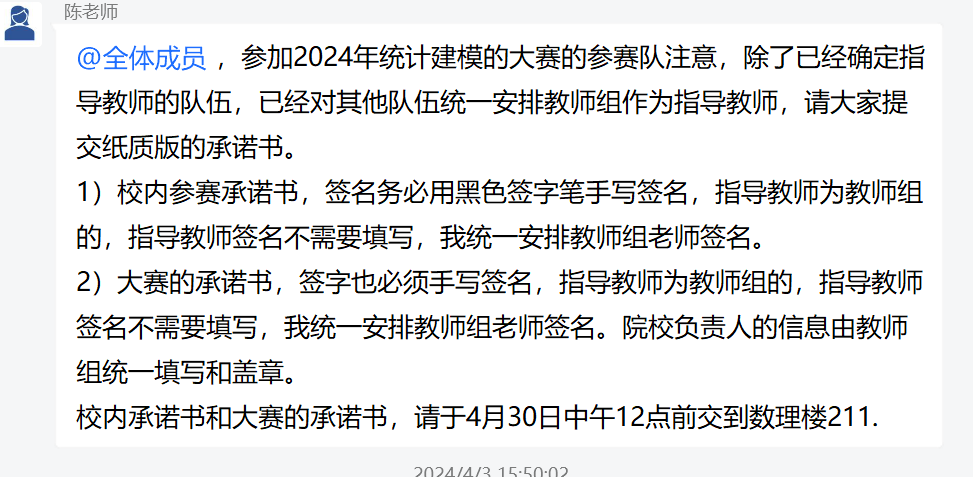 陈老师
@全体成员 ，参加2024年统计建模的大赛的参赛队注意，除了已经确定指
导教师的队伍，已经对其他队伍统一安排教师组作为指导教师，请大家提
交纸质版的承诺书。
1）校内参赛承诺书，签名务必用黑色签字笔手写签名，指导教师为教师组
的，指导教师签名不需要填写，我统一安排教师组老师签名。
2）大赛的承诺书，签字也必须手写签名，指导教师为教师组的，指导教师
签名不需要填写，我统一安排教师组老师签名。院校负责人的信息由教师
组统一填写和盖章。
校内承诺书和大赛的承诺书，请于4月30日中午12点前交到数理楼211.
2024/4/3 15:50:02